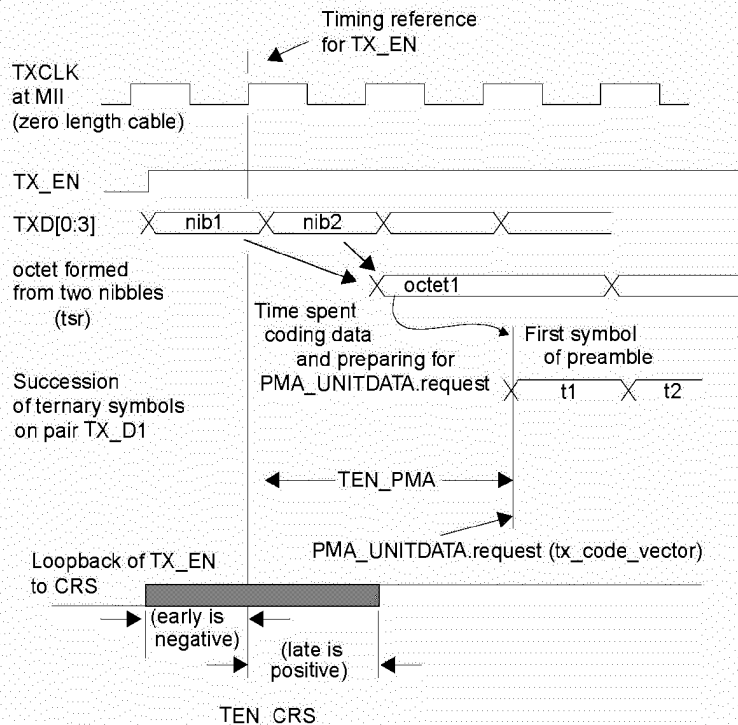 Timing reference
for TX_EN
TXCLK
at MII
(zero length cable)
TX_EN
TXD[0:3]
nib1
nib2
octet formed
from two nibbles
(tsr)
octet1
Time spent
coding data
and preparing for
PMA_UNITDATA.request
First symbol
of preamble
Succession
of ternary symbols
on pair TX_D1
t1
t2
TEN_PMA
PMA_UNITDATA.request (tx_code_vector)
Loopback of TX_EN
to CRS
(early is
negative)
(late is
positive)
TEN_CRS